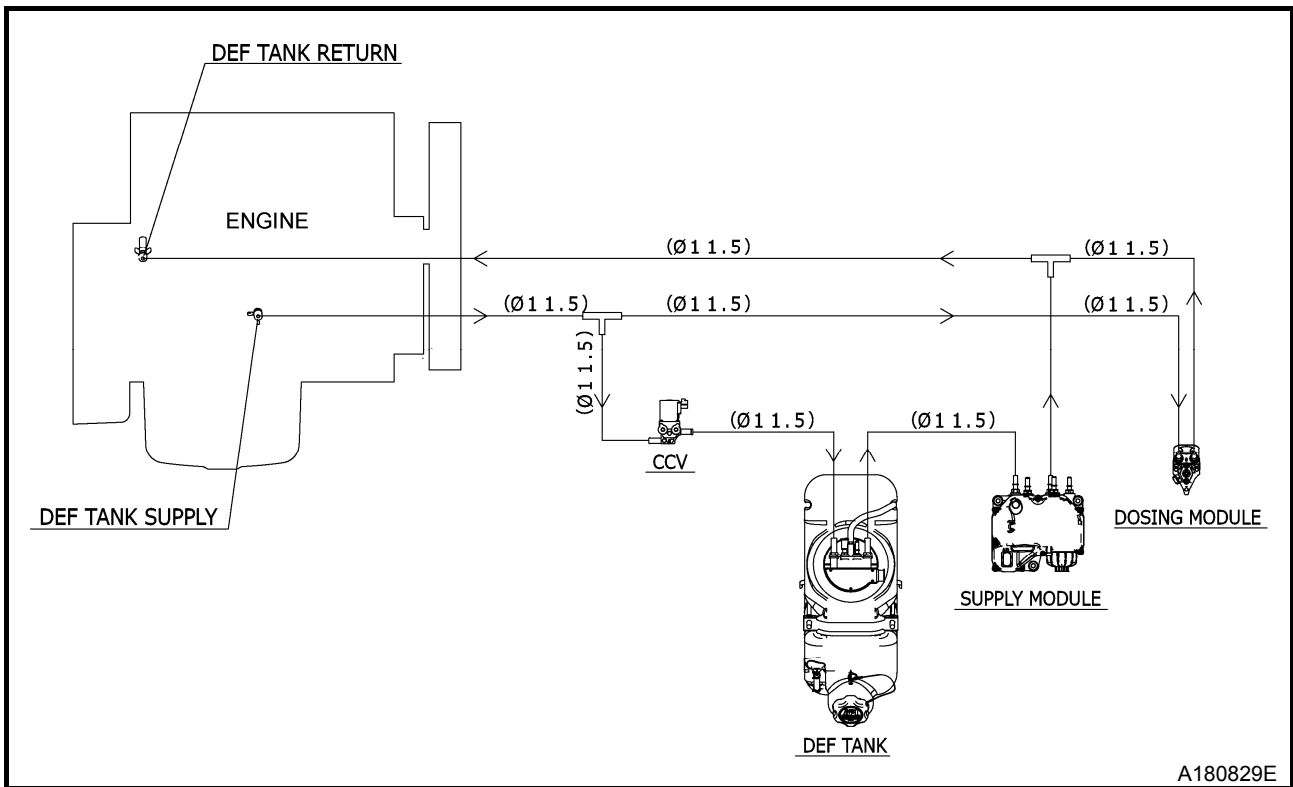 DEF TANK RETURN
ENGINE
(Ø11.5)
(Ø11.5)
(Ø11.5)
(Ø11.5)
(Ø11.5)
(Ø11.5)
(Ø11.5)
(Ø11.5)
CCV
DEF TANK SUPPLY
DOSING MODULE
SUPPLY MODULE
DEF TANK
A180829E